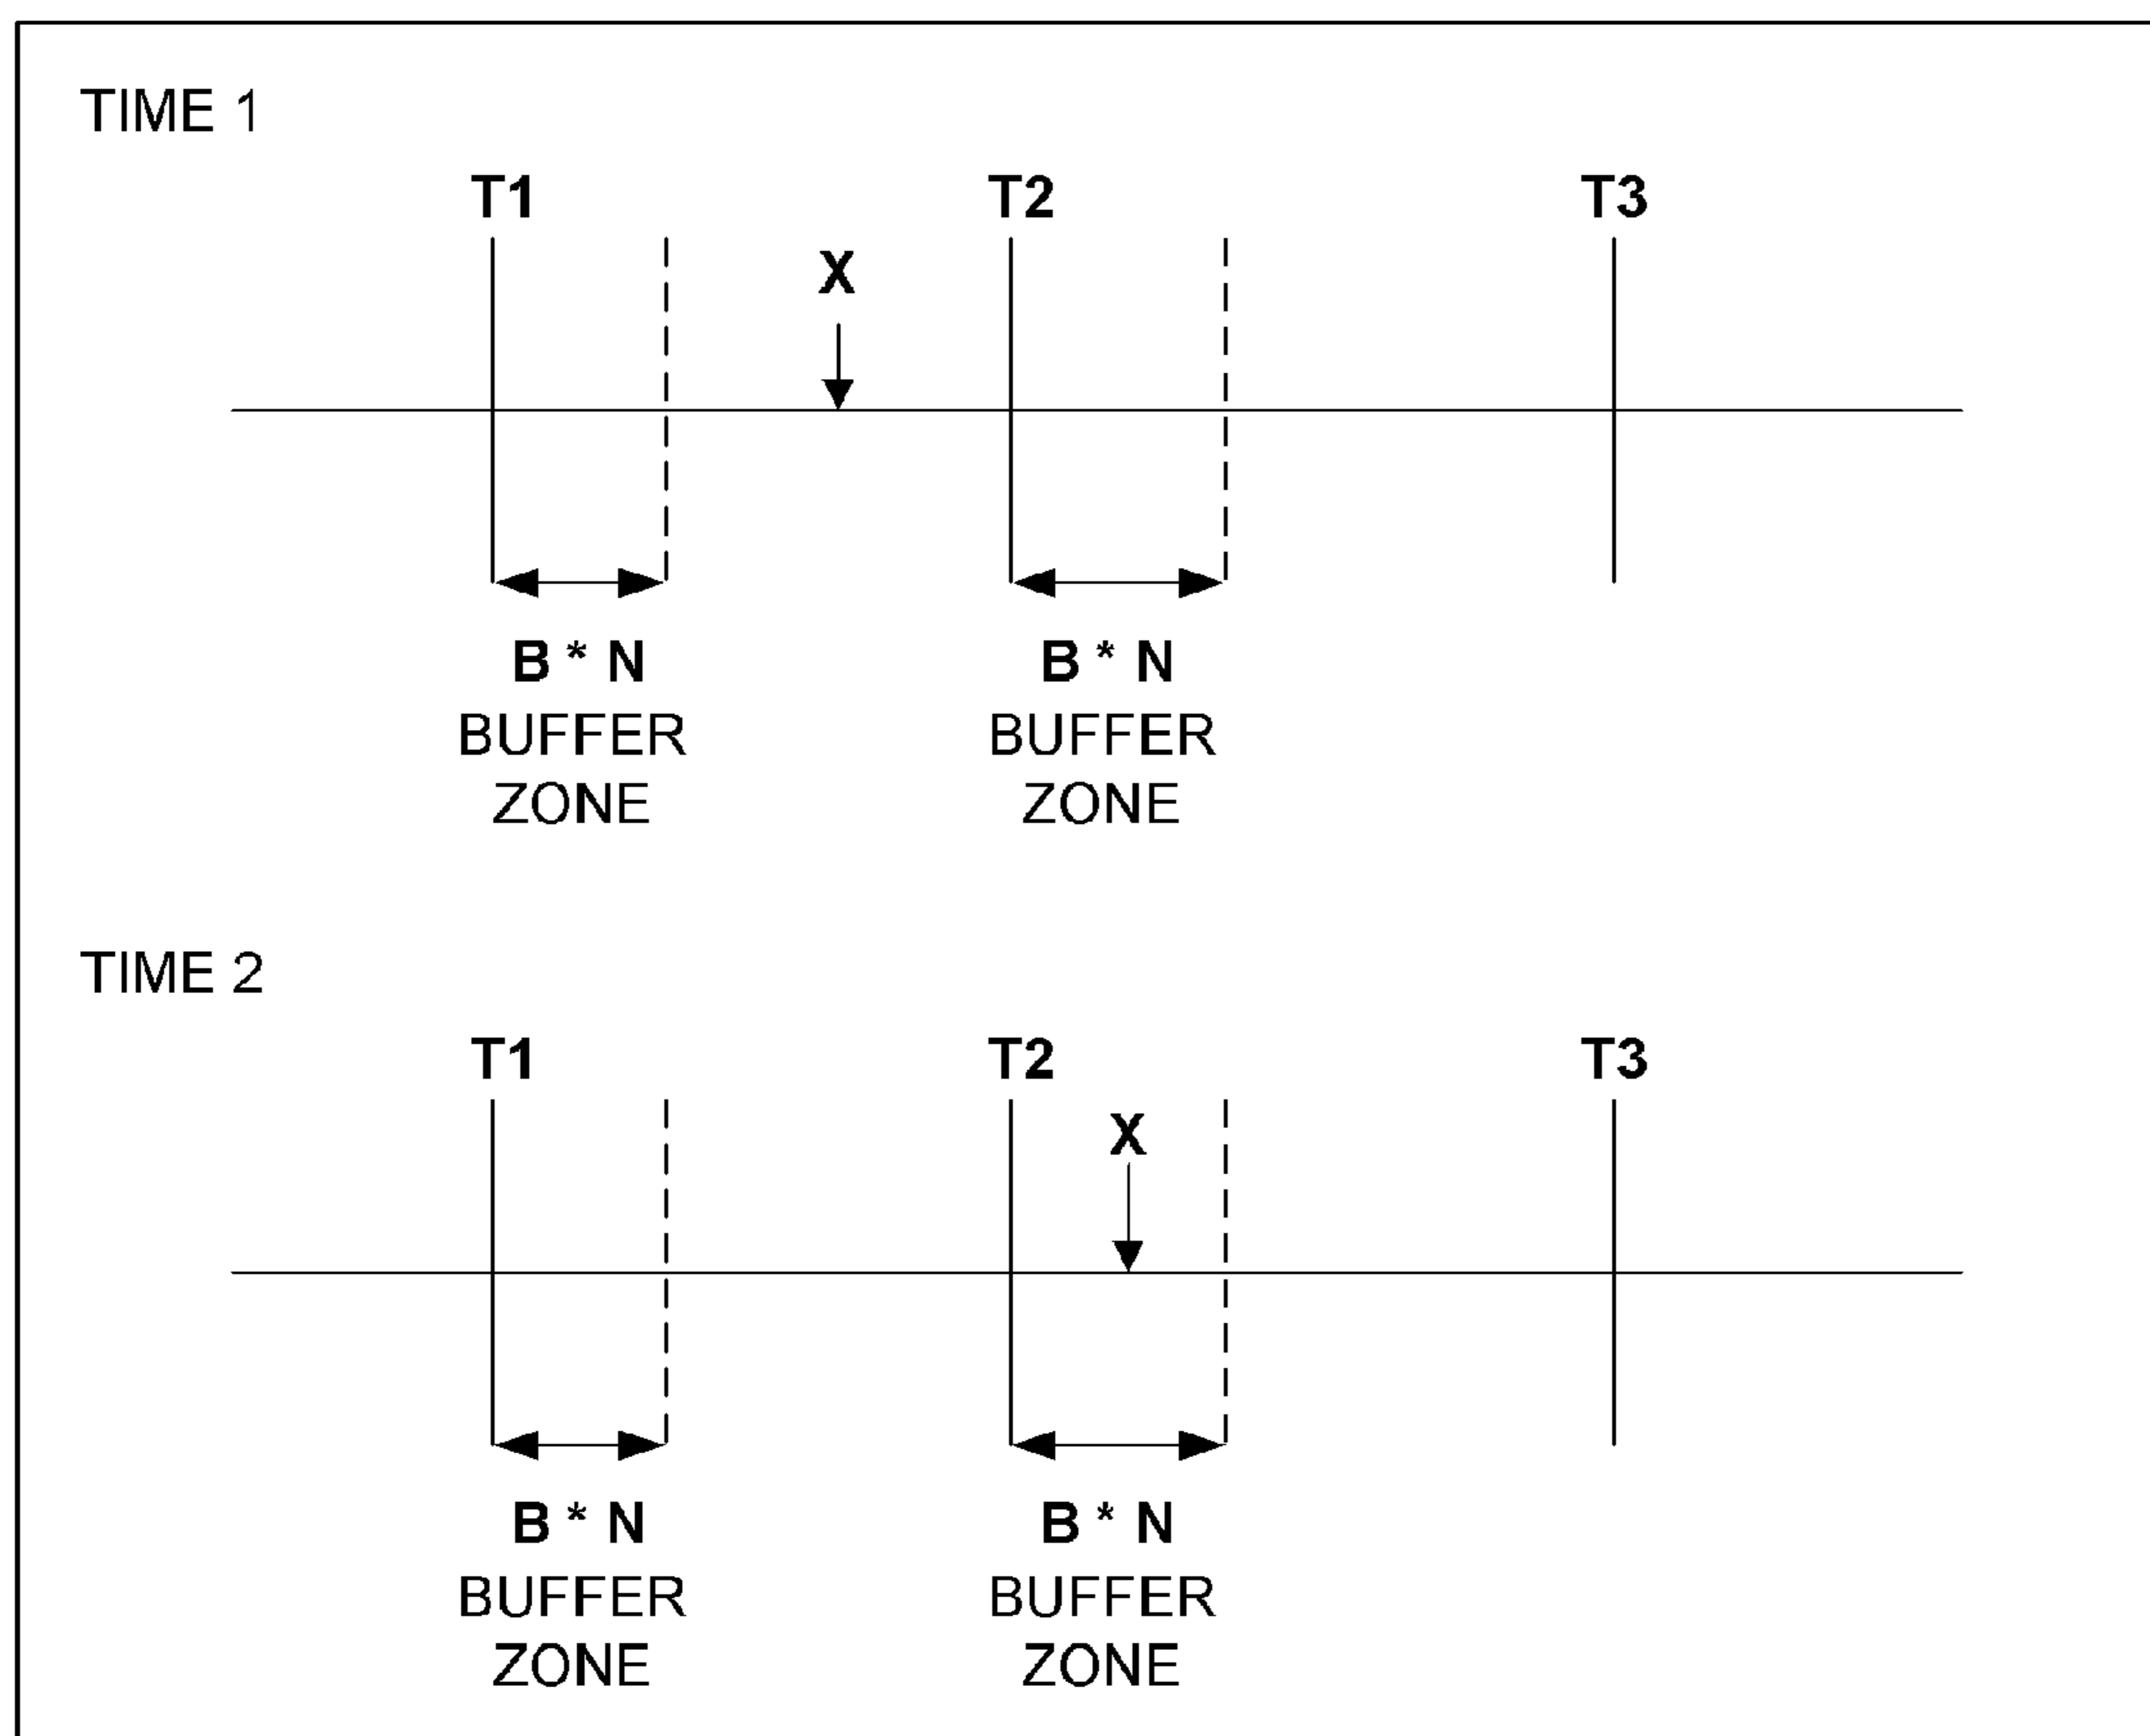 TIME 1
T1 T2 T3
X
B * N B * N
BUFFER BUFFER
ZONE ZONE
TIME 2
T1 T2 T3
X
B * N B * N
BUFFER BUFFER
ZONE ZONE